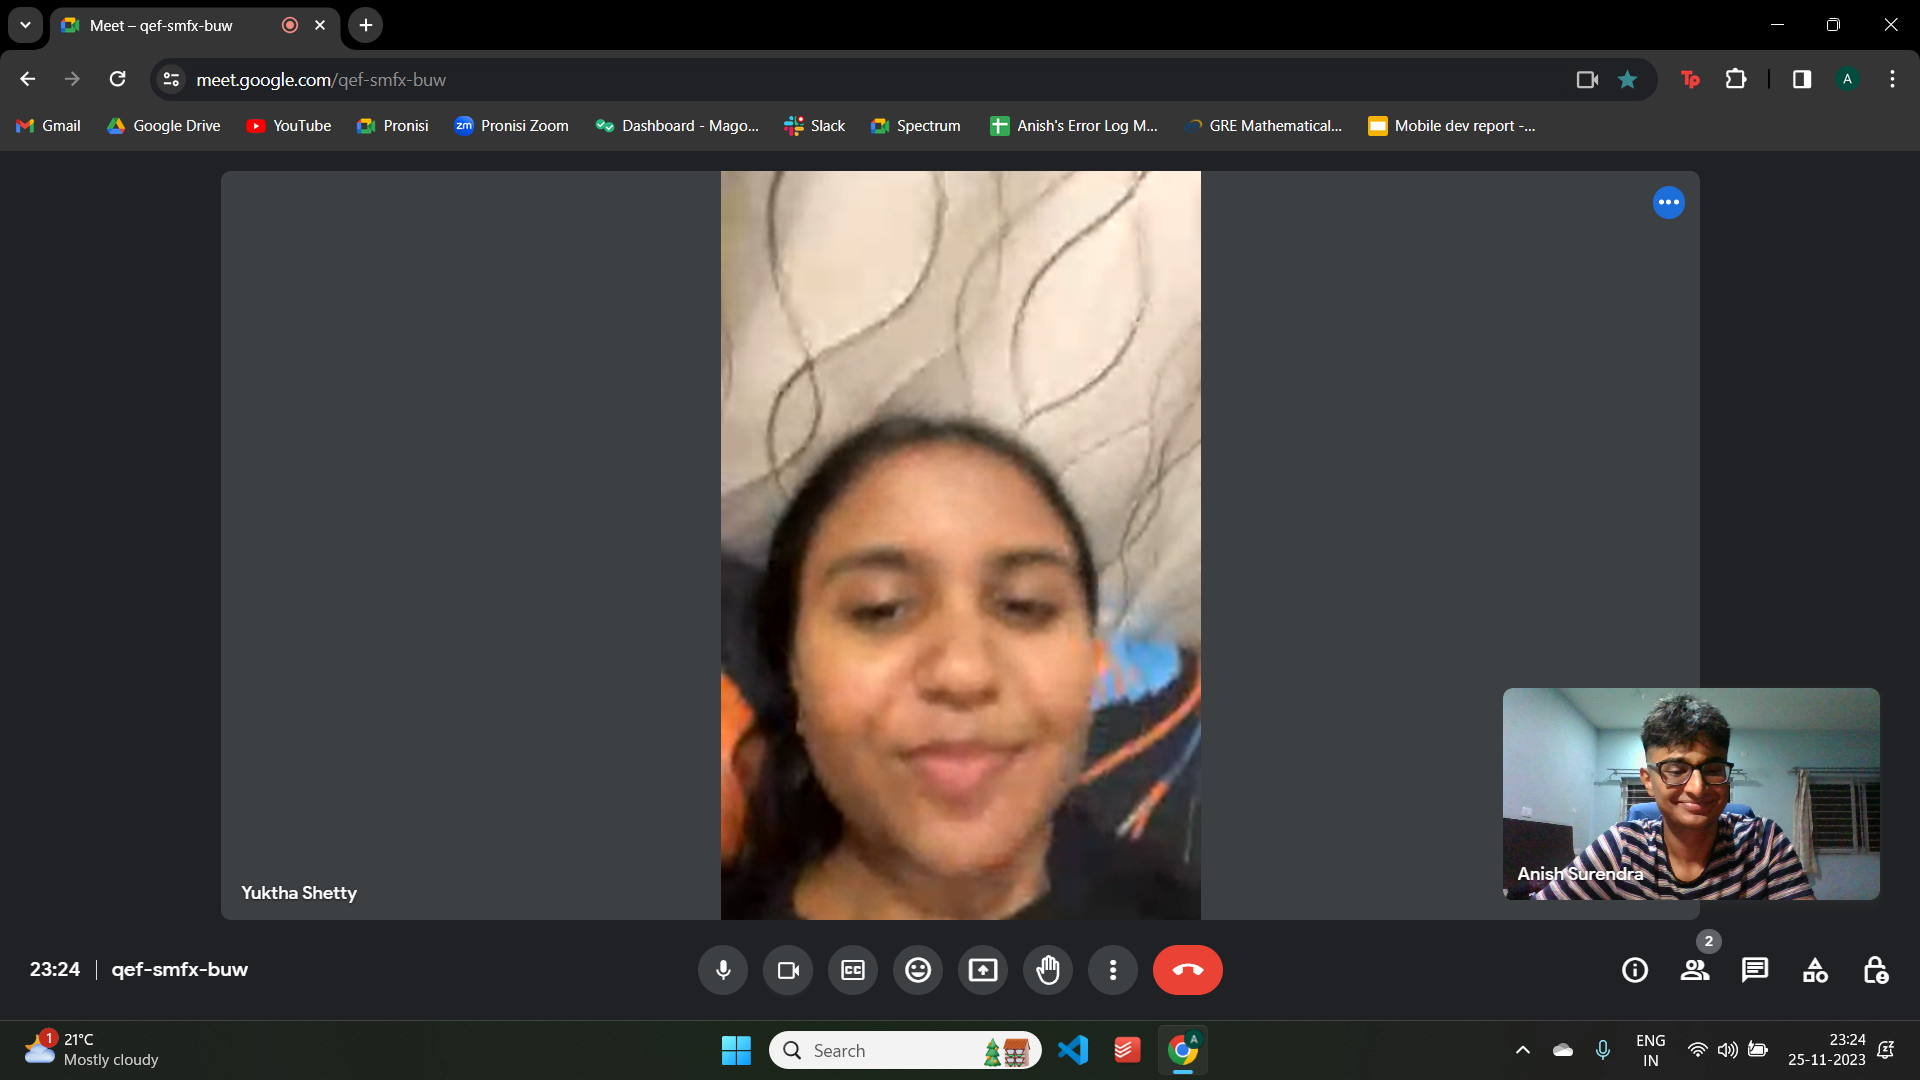 Meet – qef-smfx-buw
meet.google.com/qef-smfx-buw
A
Gmail
Google Drive
YouTube
Pronisi
zm
Pronisi Zoom
Dashboard - Mago...
Slack
Spectrum
Anish's Error Log M...
GRE Mathematical...
Mobile dev report -...
Yuktha Shetty
Anish Surendra
23:24 | qef-smfx-buw
CC
2
1
21°C
Mostly cloudy
Search
A
ENG
IN
23:24
25-11-2023